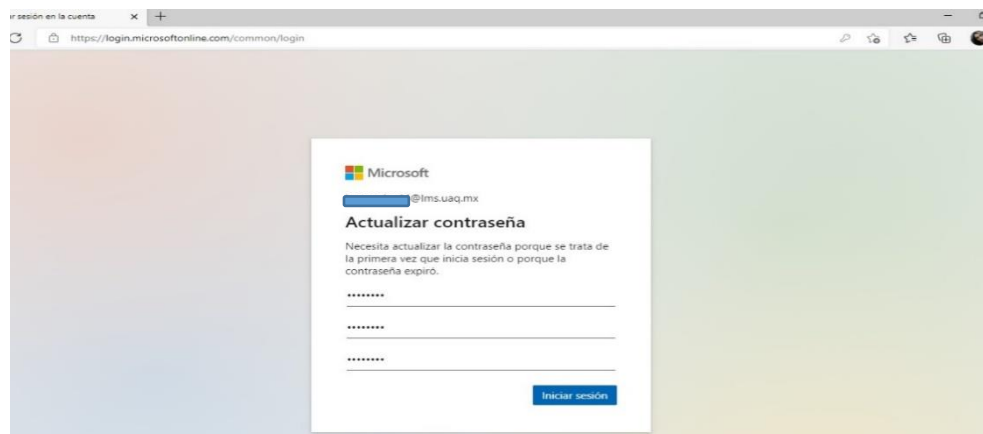 ar sesión en la cuenta
https://login.microsoftonline.com/common/login
Microsoft
@lms.uaq.mx
Actualizar contraseña
Necesita actualizar la contraseña porque se trata de
la primera vez que inicia sesión o porque la
contraseña expiró.
Iniciar sesión